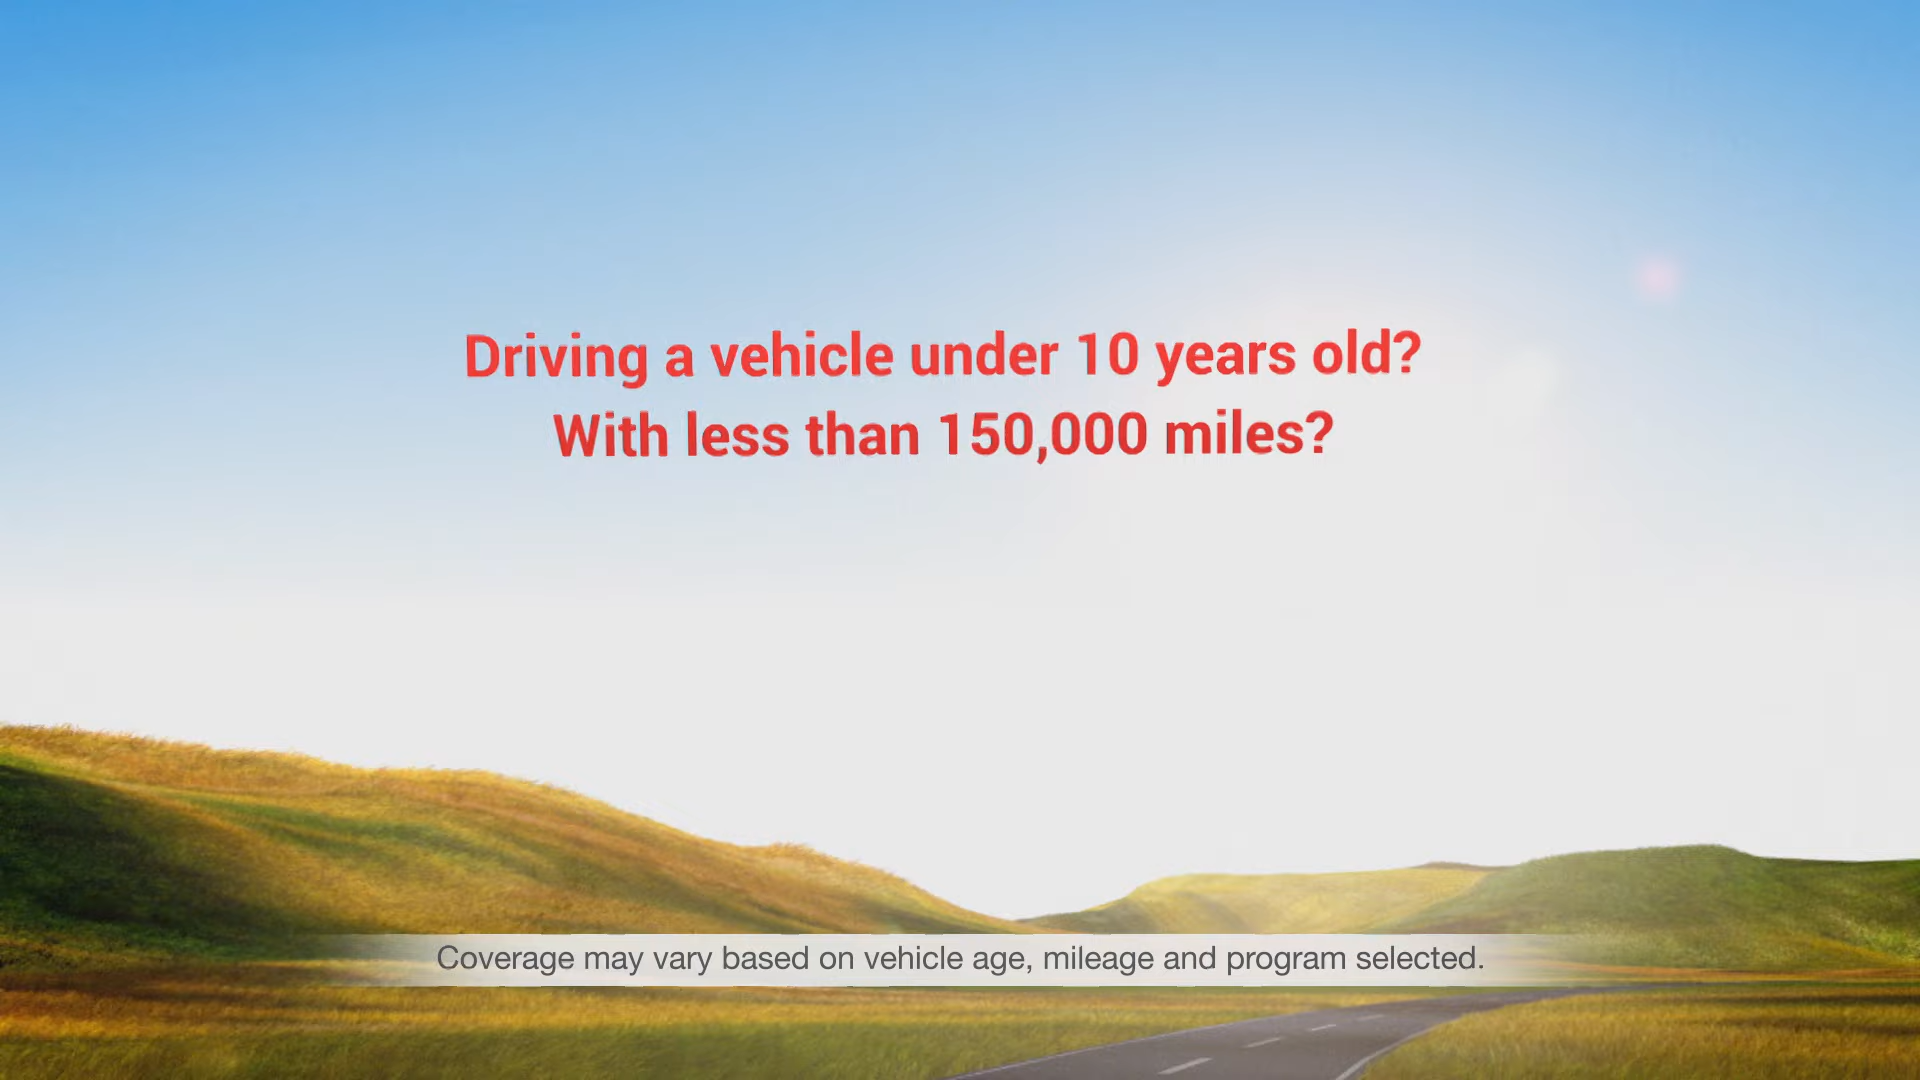 Driving a vehicle under 10 years old?
With less than 150,000 miles?
Coverage may vary based on vehicle age, mileage and program selected.